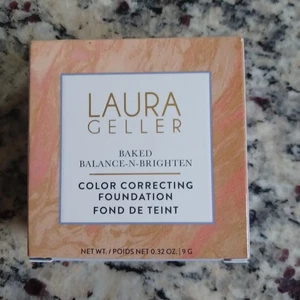 LAURA
GELLER
BAKED
BALANCE-N-BRIGHTEN
COLOR CORRECTING
FOUNDATION
FOND DE TEINT
NET WT. / POIDS NET 0.32 OZ. | 9 G